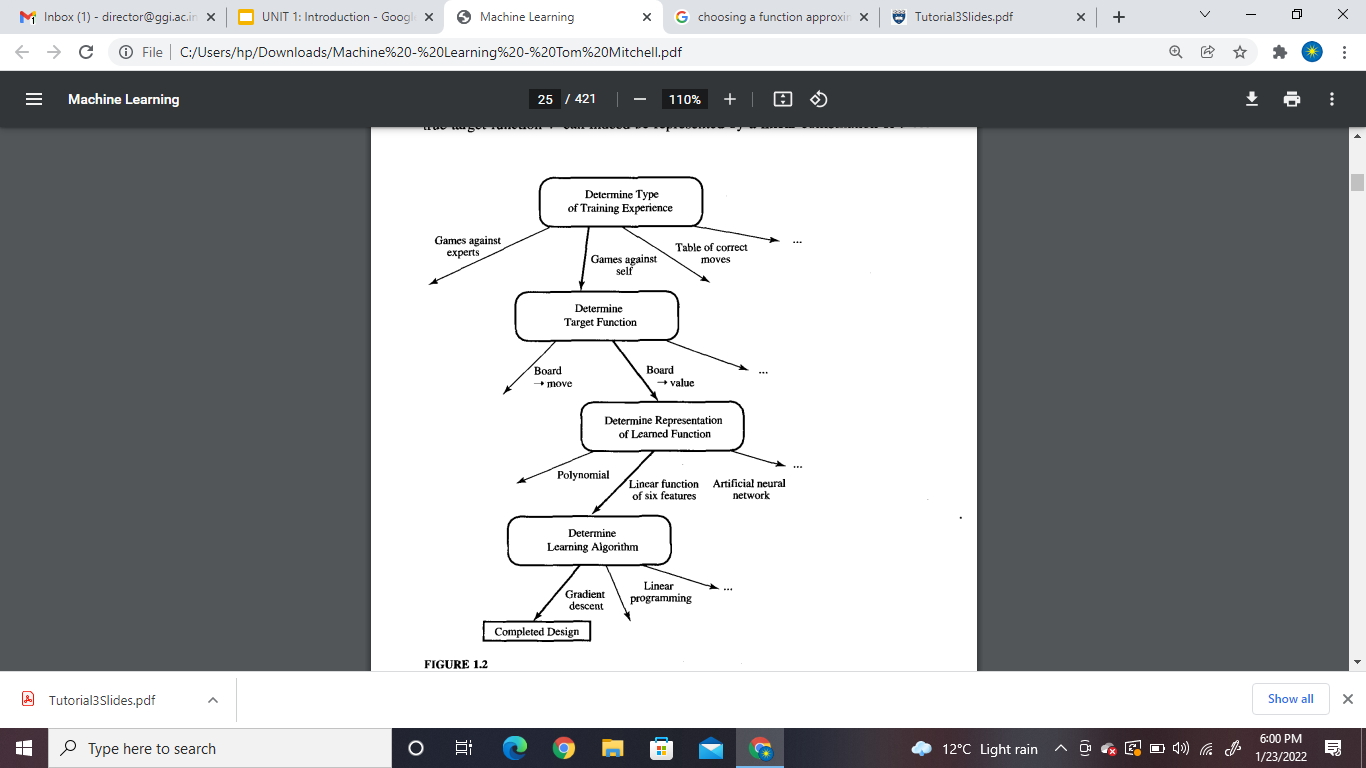 Inbox (1) - director@ggi.ac.in
UNIT 1: Introduction - Googl
Machine Learning
choosing a function approxim
Tutorial3Slides.pdf
File
C:/Users/hp/Downloads/Machine%20-%20Learning%20-%20Tom%20Mitchell.pdf
Machine Learning
25 / 421
110%
Determine Type
of Training Experience
Games against
experts
Games against
self
Table of correct
moves
...
Determine
Target Function
Board
→ move
Board
→ value
...
Determine Representation
of Learned Function
Polynomial
Linear function
of six features
Artificial neural
network
...
Determine
Learning Algorithm
Gradient
descent
Linear
programming
...
Completed Design
FIGURE 1.2
Tutorial3Slides.pdf
Show all
Type here to search
12°C Light rain
6:00 PM
1/23/2022